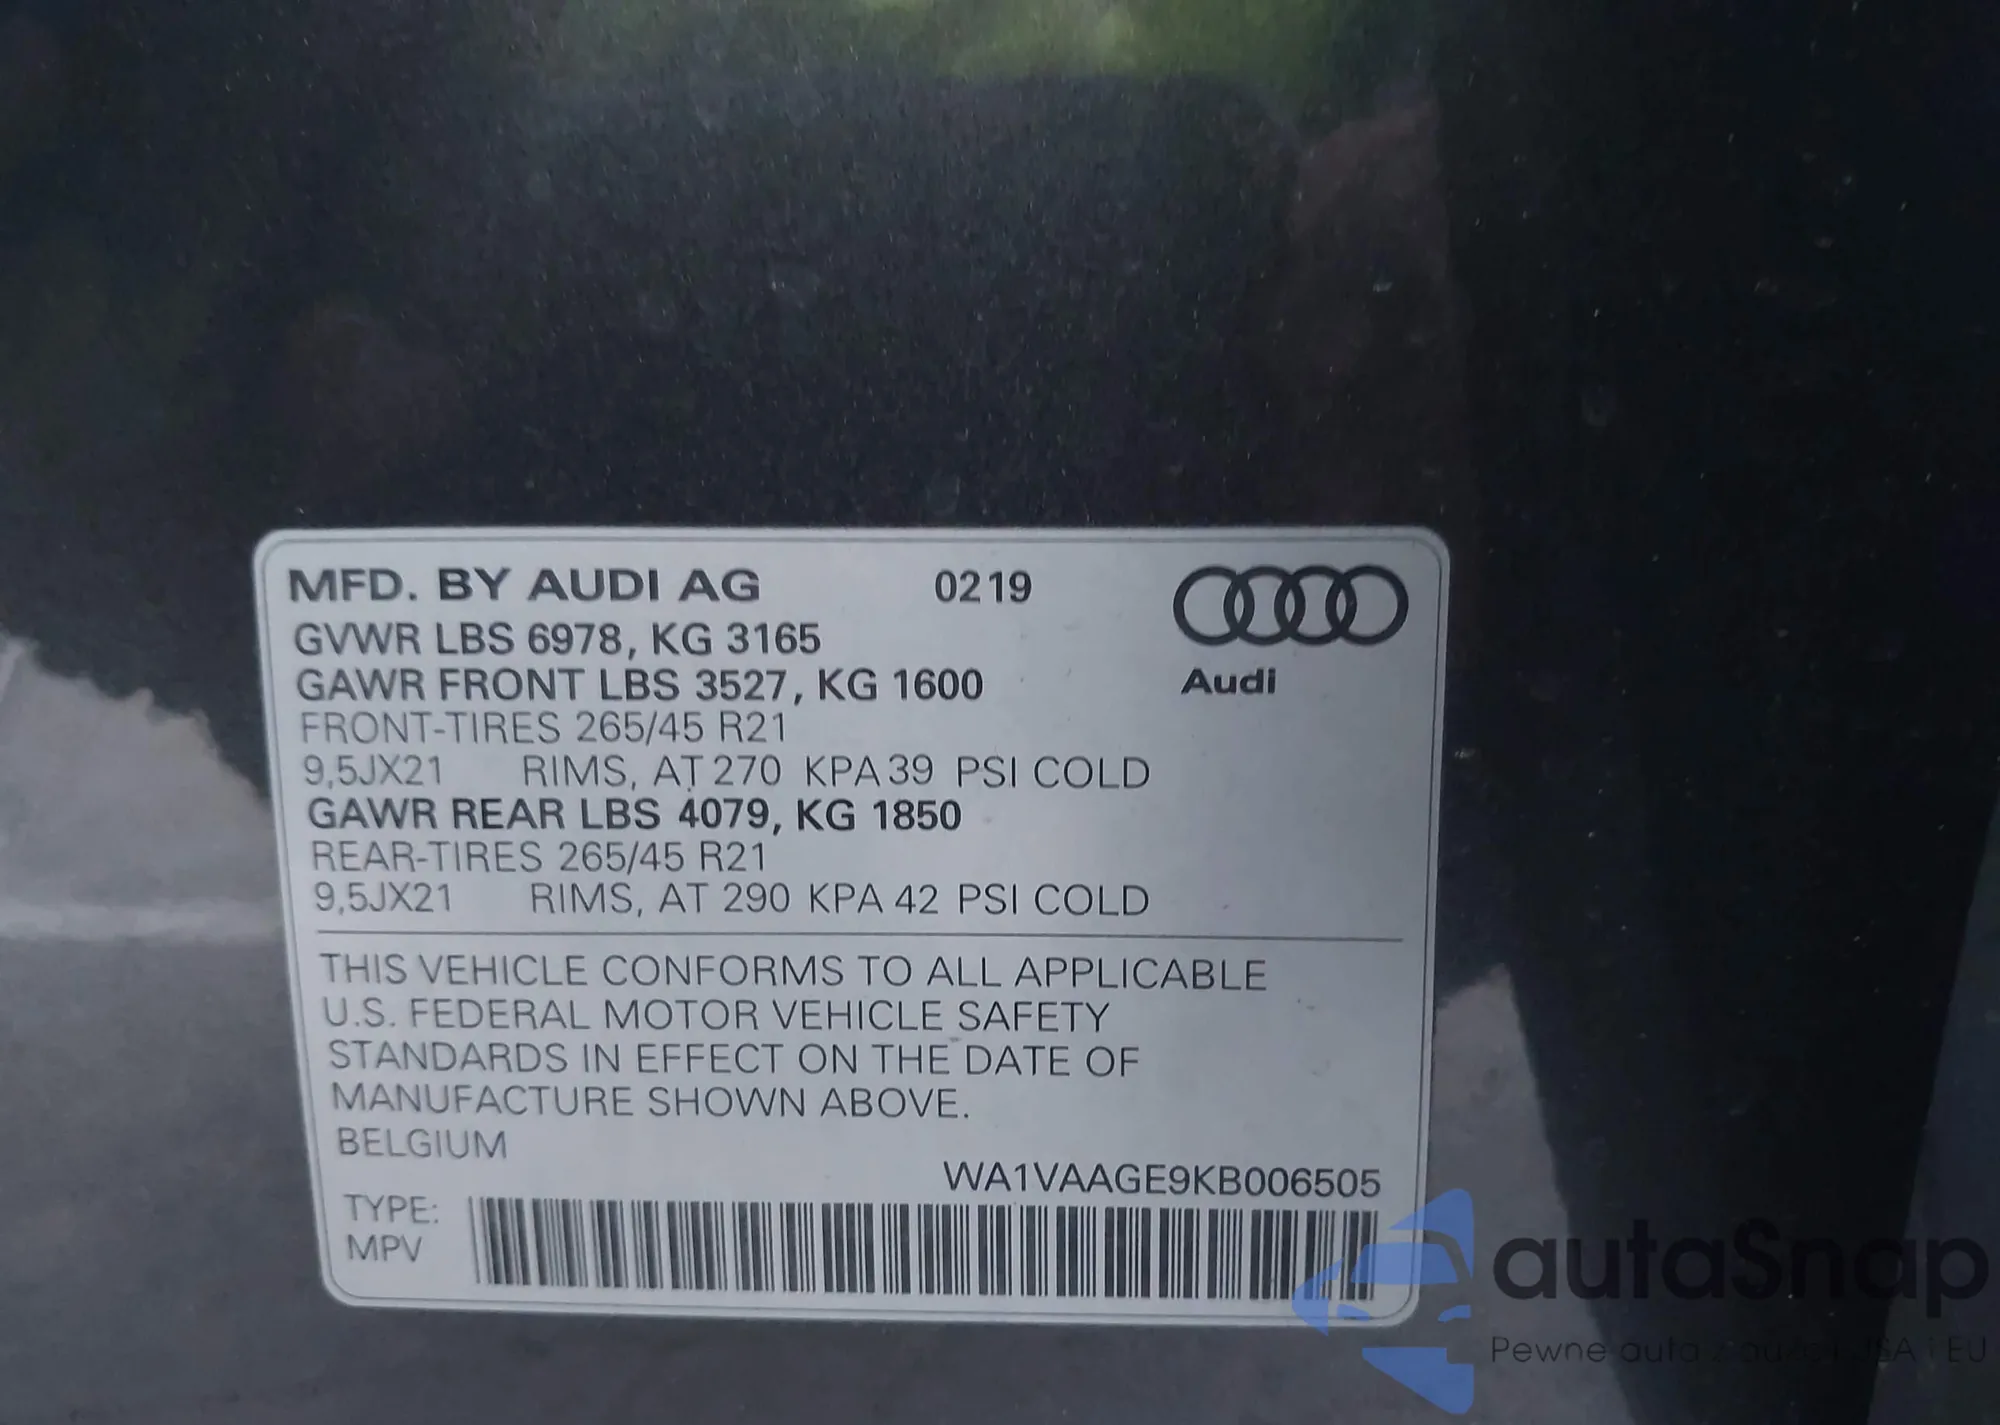 MFD. BY AUDI AG 0219
GVWR LBS 6978, KG 3165
GAWR FRONT LBS 3527, KG 1600
Audi
FRONT-TIRES 265/45 R21
9,5JX21 RIMS, AT 270 KPA 39 PSI COLD
GAWR REAR LBS 4079, KG 1850
REAR-TIRES 265/45 R21
9,5JX21 RIMS, AT 290 KPA 42 PSI COLD
THIS VEHICLE CONFORMS TO ALL APPLICABLE
U.S. FEDERAL MOTOR VEHICLE SAFETY
STANDARDS IN EFFECT ON THE DATE OF
MANUFACTURE SHOWN ABOVE.
BELGIUM
WA1VAAGE9KB006505
TYPE:
MPV
autaSnap
Pewne auta z USA i EU